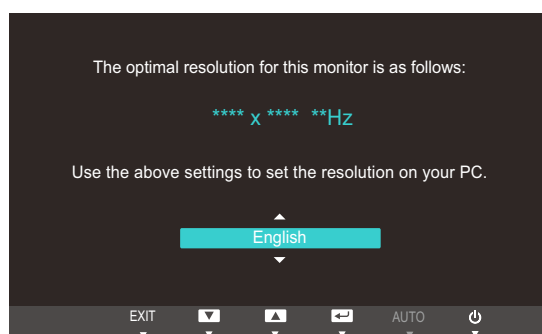 The optimal resolution for this monitor is as follows:
**** x **** **Hz
Use the above settings to set the resolution on your PC.
English
EXIT AUTO